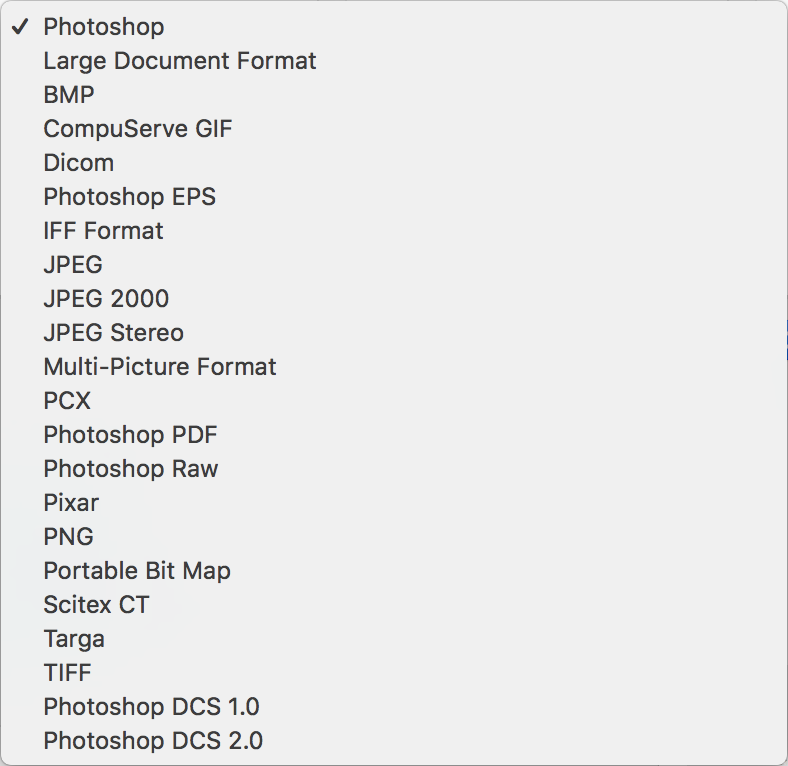 Photoshop
Large Document Format
BMP
CompuServe GIF
Dicom
Photoshop EPS
IFF Format
JPEG
JPEG 2000
JPEG Stereo
Multi-Picture Format
PCX
Photoshop PDF
Photoshop Raw
Pixar
PNG
Portable Bit Map
Scitex CT
Targa
TIFF
Photoshop DCS 1.0
Photoshop DCS 2.0